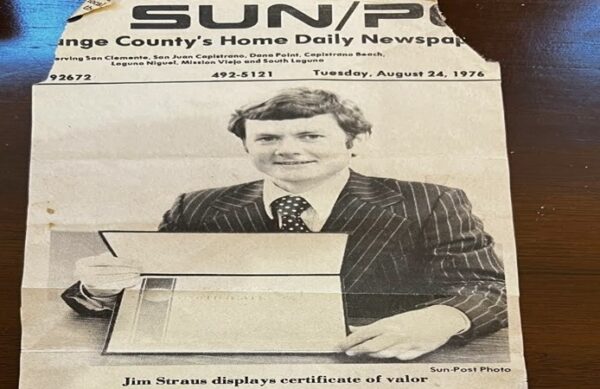 SUN/PO
ange County's Home Daily Newspap
erving San Clemente, San Juan Capistrano, Dana Point, Capistrano Beach,
Laguna Niguel, Mission Viejo and South Laguna
92672 492-5121 Tuesday, August 24, 1976
Sun-Post Photo
Jim Straus displays certificate of valor